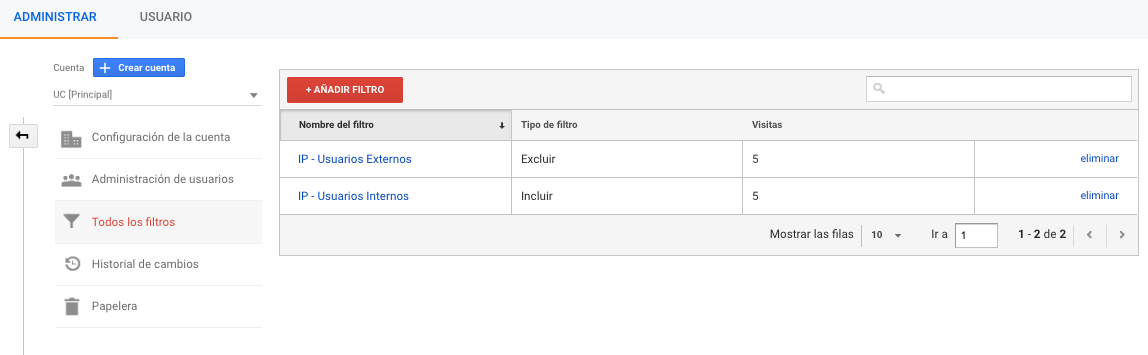 ADMINISTRAR USUARIO
Cuenta + Crear cuenta
UC [Principal]
Configuración de la cuenta
Administración de usuarios
Todos los filtros
Historial de cambios
Papelera
+ AÑADIR FILTRO
Nombre del filtro Tipo de filtro Visitas
IP - Usuarios Externos Excluir 5 eliminar
IP - Usuarios Internos Incluir 5 eliminar
Mostrar las filas 10 Ir a 1 1 - 2 de 2